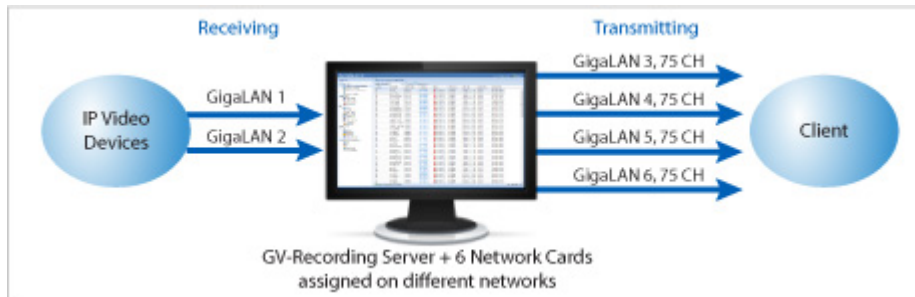 Receiving
Transmitting
IP Video
Devices
GigaLAN 1
GigaLAN 2
GigaLAN 3, 75 CH
GigaLAN 4, 75 CH
GigaLAN 5, 75 CH
GigaLAN 6, 75 CH
Client
GV-Recording Server + 6 Network Cards
assigned on different networks